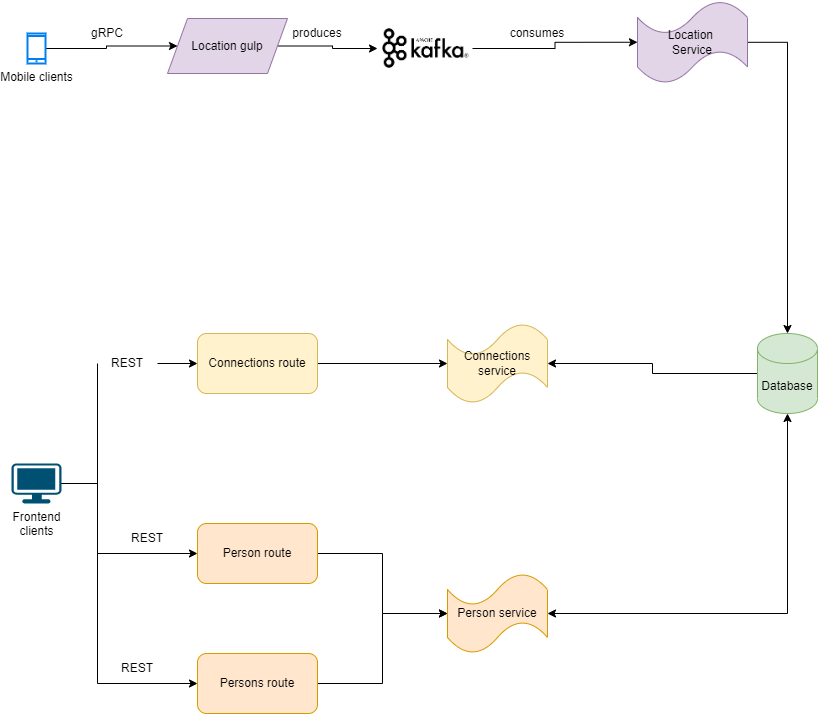 gRPC
Location gulp
produces
APACHE
kafka
consumes
Location
Service
Mobile clients
REST
Connections route
Connections
service
Database
Frontend
clients
REST
Person route
Person service
REST
Persons route